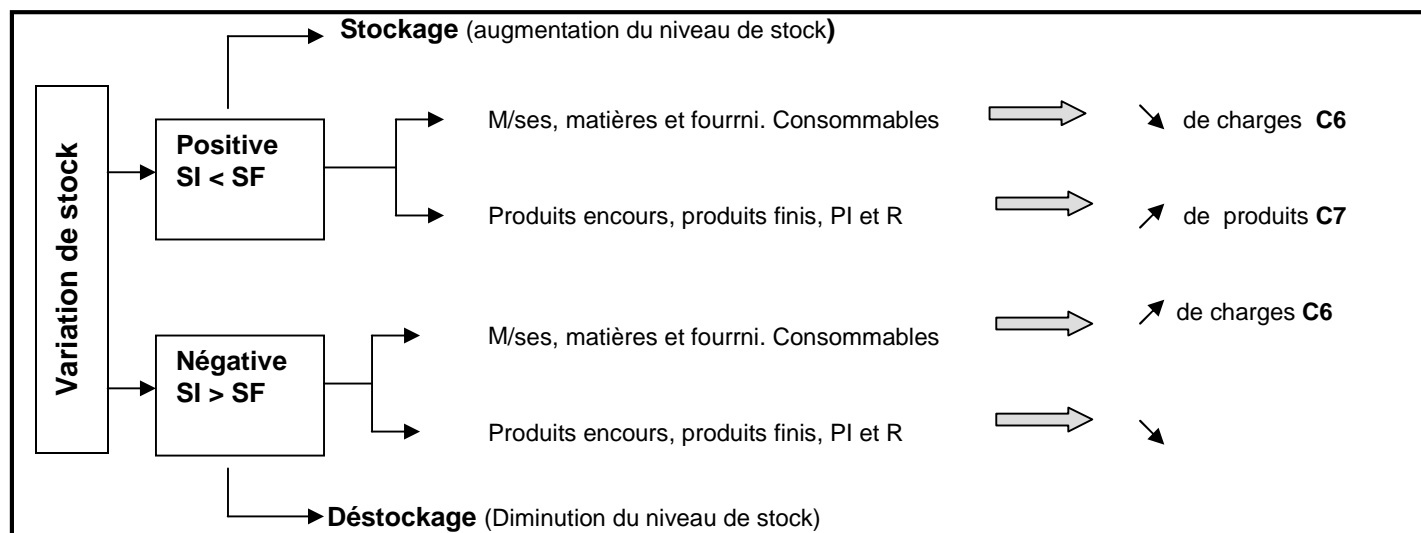 Stockage (augmentation du niveau de stock)
Variation de stock
Positive
SI < SF
M/ses, matières et fourrni. Consommables
de charges C6
Produits encours, produits finis, PI et R
de produits C7
Négative
SI > SF
M/ses, matières et fourrni. Consommables
de charges C6
Produits encours, produits finis, PI et R
Déstockage (Diminution du niveau de stock)